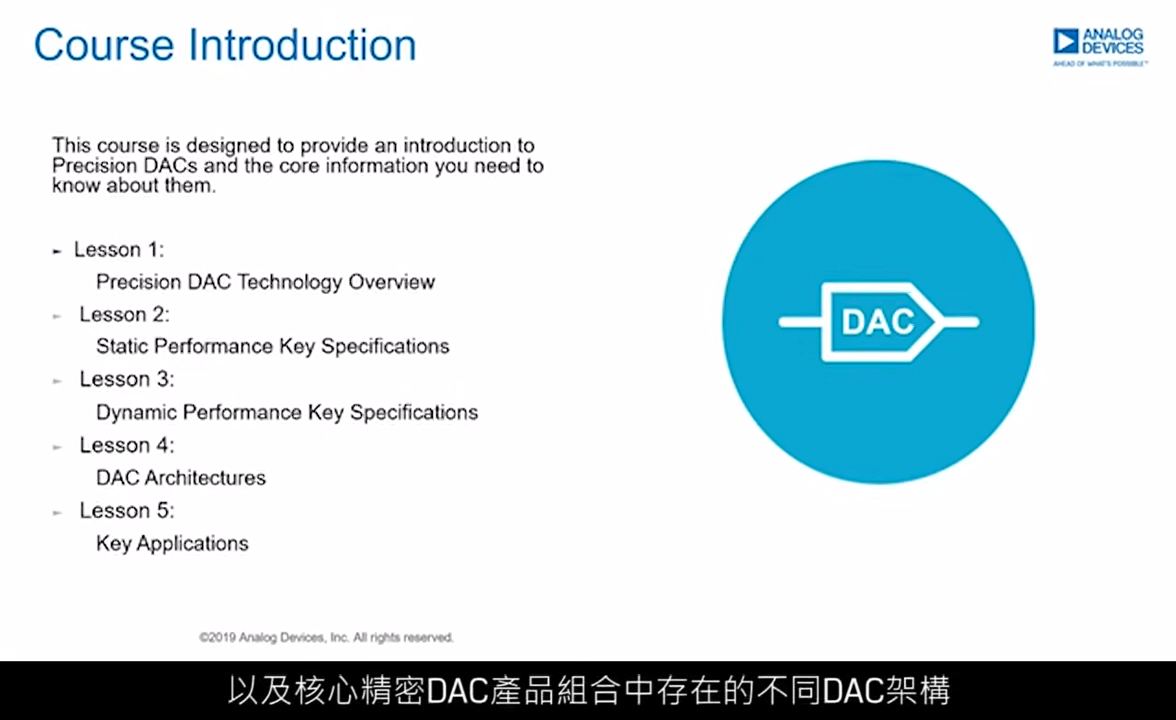 Course Introduction
ANALOG
DEVICES
AHEAD OF WHAT'S POSSIBLE™
This course is designed to provide an introduction to
Precision DACs and the core information you need to
know about them.
Lesson 1:
Precision DAC Technology Overview
Lesson 2:
Static Performance Key Specifications
Lesson 3:
Dynamic Performance Key Specifications
Lesson 4:
DAC Architectures
Lesson 5:
Key Applications
DAC
©2019 Analog Devices, Inc. All rights reserved.
以及核心精密DAC產品組合中存在的不同DAC架構